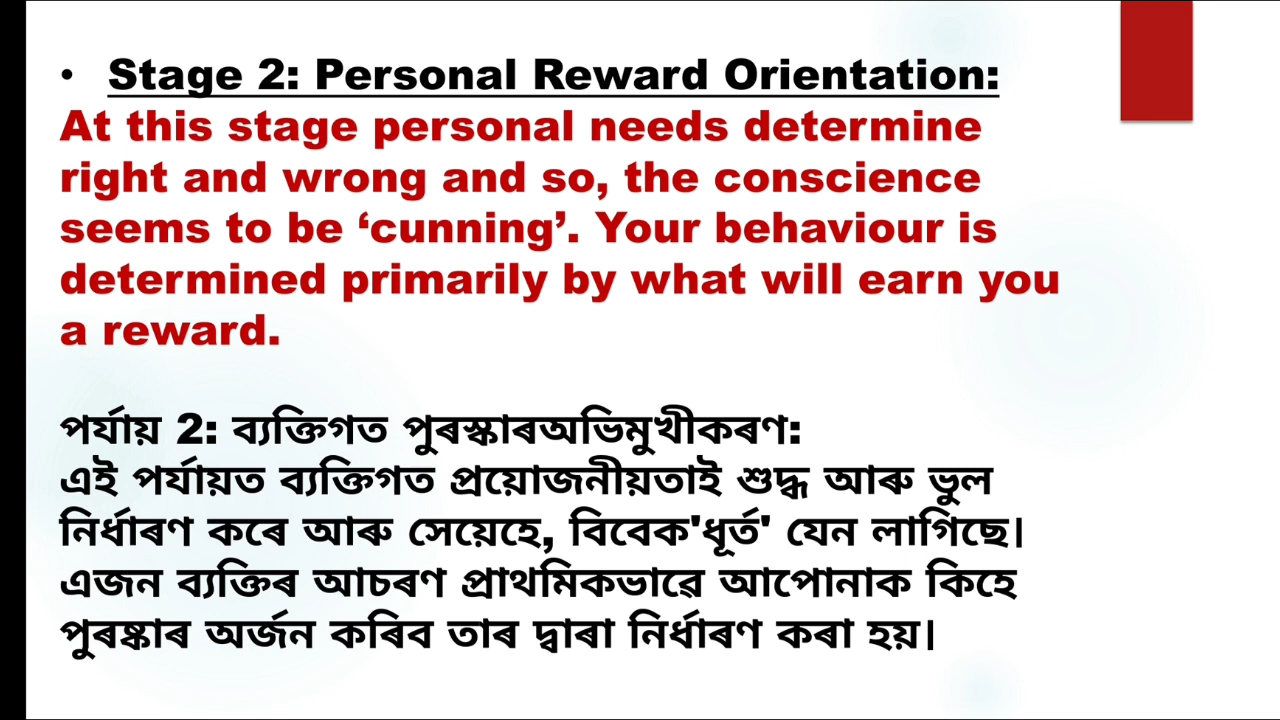 • Stage 2: Personal Reward Orientation:
At this stage personal needs determine
right and wrong and so, the conscience
seems to be ‘cunning’. Your behaviour is
determined primarily by what will earn you
a reward.
পৰ্যায় 2: ব্যক্তিগত পুৰস্কাৰঅভিমুখীকৰণ:
এই পৰ্যায়ত ব্যক্তিগত প্ৰয়োজনীয়তাই শুদ্ধ আৰু ভুল
নিৰ্ধাৰণ কৰে আৰু সেয়েহে, বিবেক'ধূৰ্ত' যেন লাগিছে।
এজন ব্যক্তিৰ আচৰণ প্ৰাথমিকভাৱে আপোনাক কিহে
পুৰষ্কাৰ অৰ্জন কৰিব তাৰ দ্বাৰা নিৰ্ধাৰণ কৰা হয়।